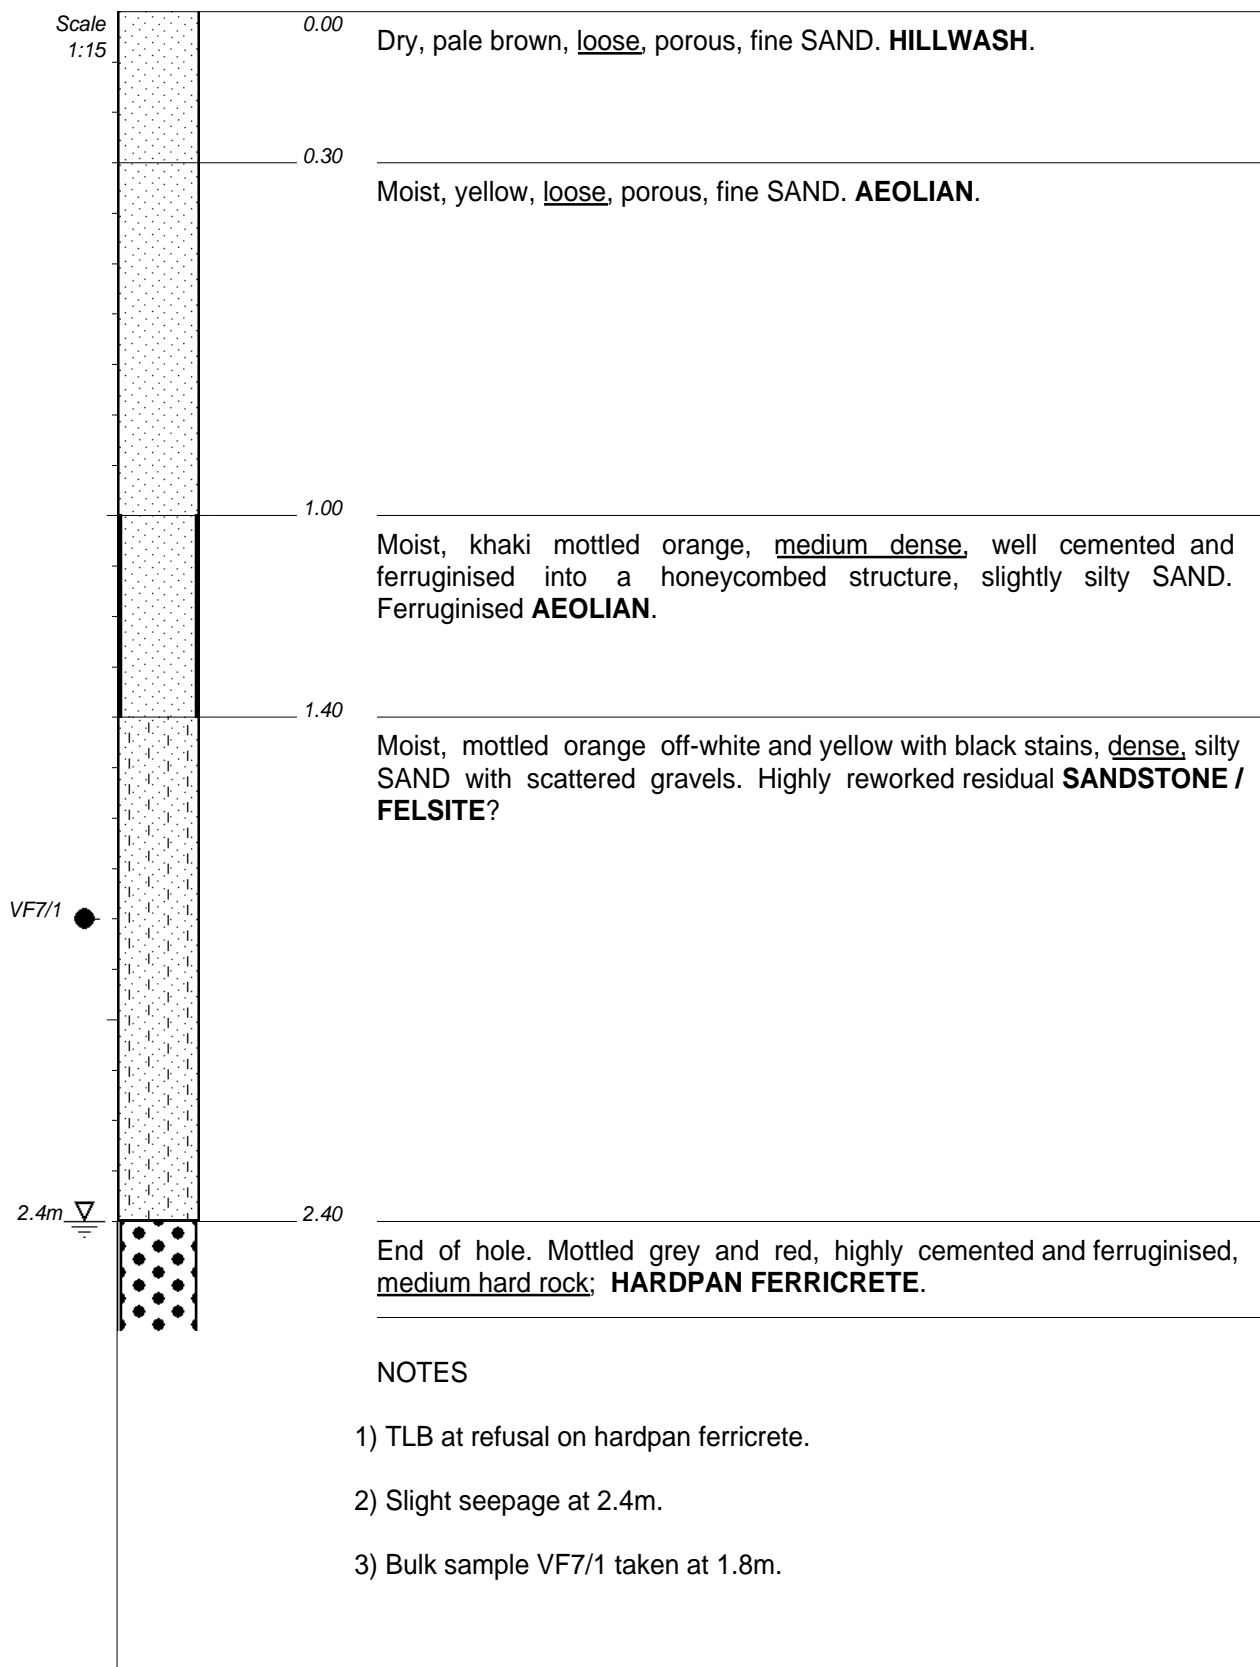 Scale
1:15
0.00
Dry, pale brown, loose, porous, fine SAND. HILLWASH.
0.30
Moist, yellow, loose, porous, fine SAND. AEOLIAN.
1.00
Moist, khaki mottled orange, medium dense, well cemented and
ferruginised into a honeycombed structure, slightly silty SAND.
Ferruginised AEOLIAN.
1.40
Moist, mottled orange off-white and yellow with black stains, dense, silty
SAND with scattered gravels. Highly reworked residual SANDSTONE /
FELSITE?
VF7/1
2.4m
2.40
End of hole. Mottled grey and red, highly cemented and ferruginised,
medium hard rock; HARDPAN FERRICRETE.
NOTES
1) TLB at refusal on hardpan ferricrete.
2) Slight seepage at 2.4m.
3) Bulk sample VF7/1 taken at 1.8m.